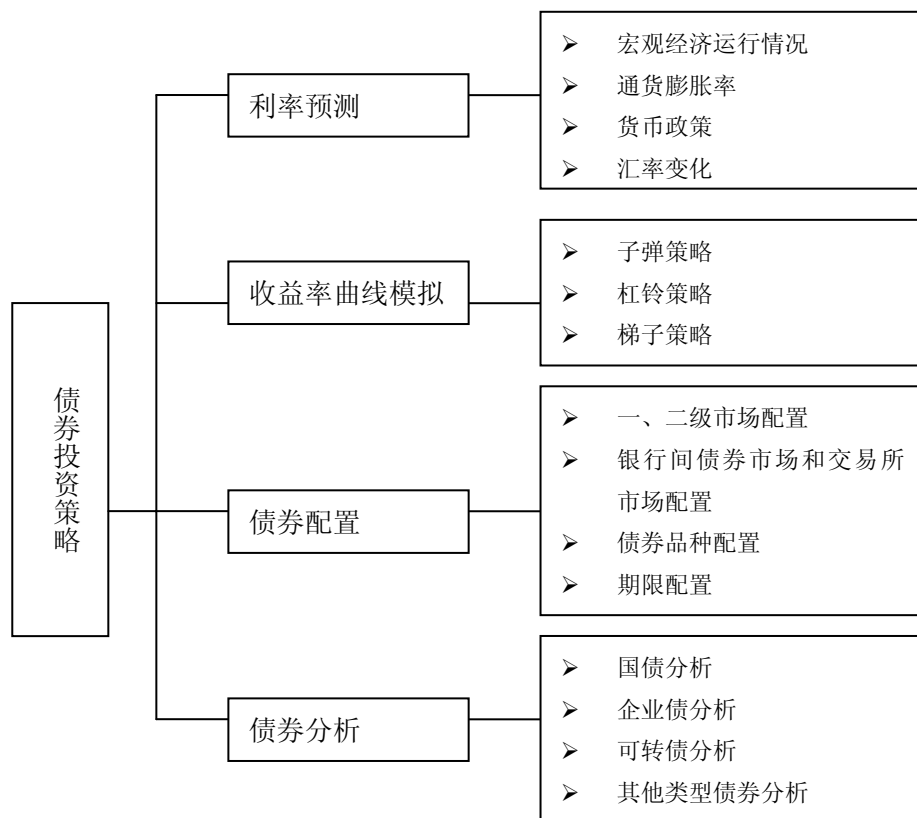 利率预测
➢ 宏观经济运行情况
➢ 通货膨胀率
➢ 货币政策
➢ 汇率变化
收益率曲线模拟
➢ 子弹策略
➢ 杠铃策略
➢ 梯子策略
债券投资策略
债券配置
➢ 一、二级市场配置
➢ 银行间债券市场和交易所
市场配置
➢ 债券品种配置
➢ 期限配置
债券分析
➢ 国债分析
➢ 企业债分析
➢ 可转债分析
➢ 其他类型债券分析